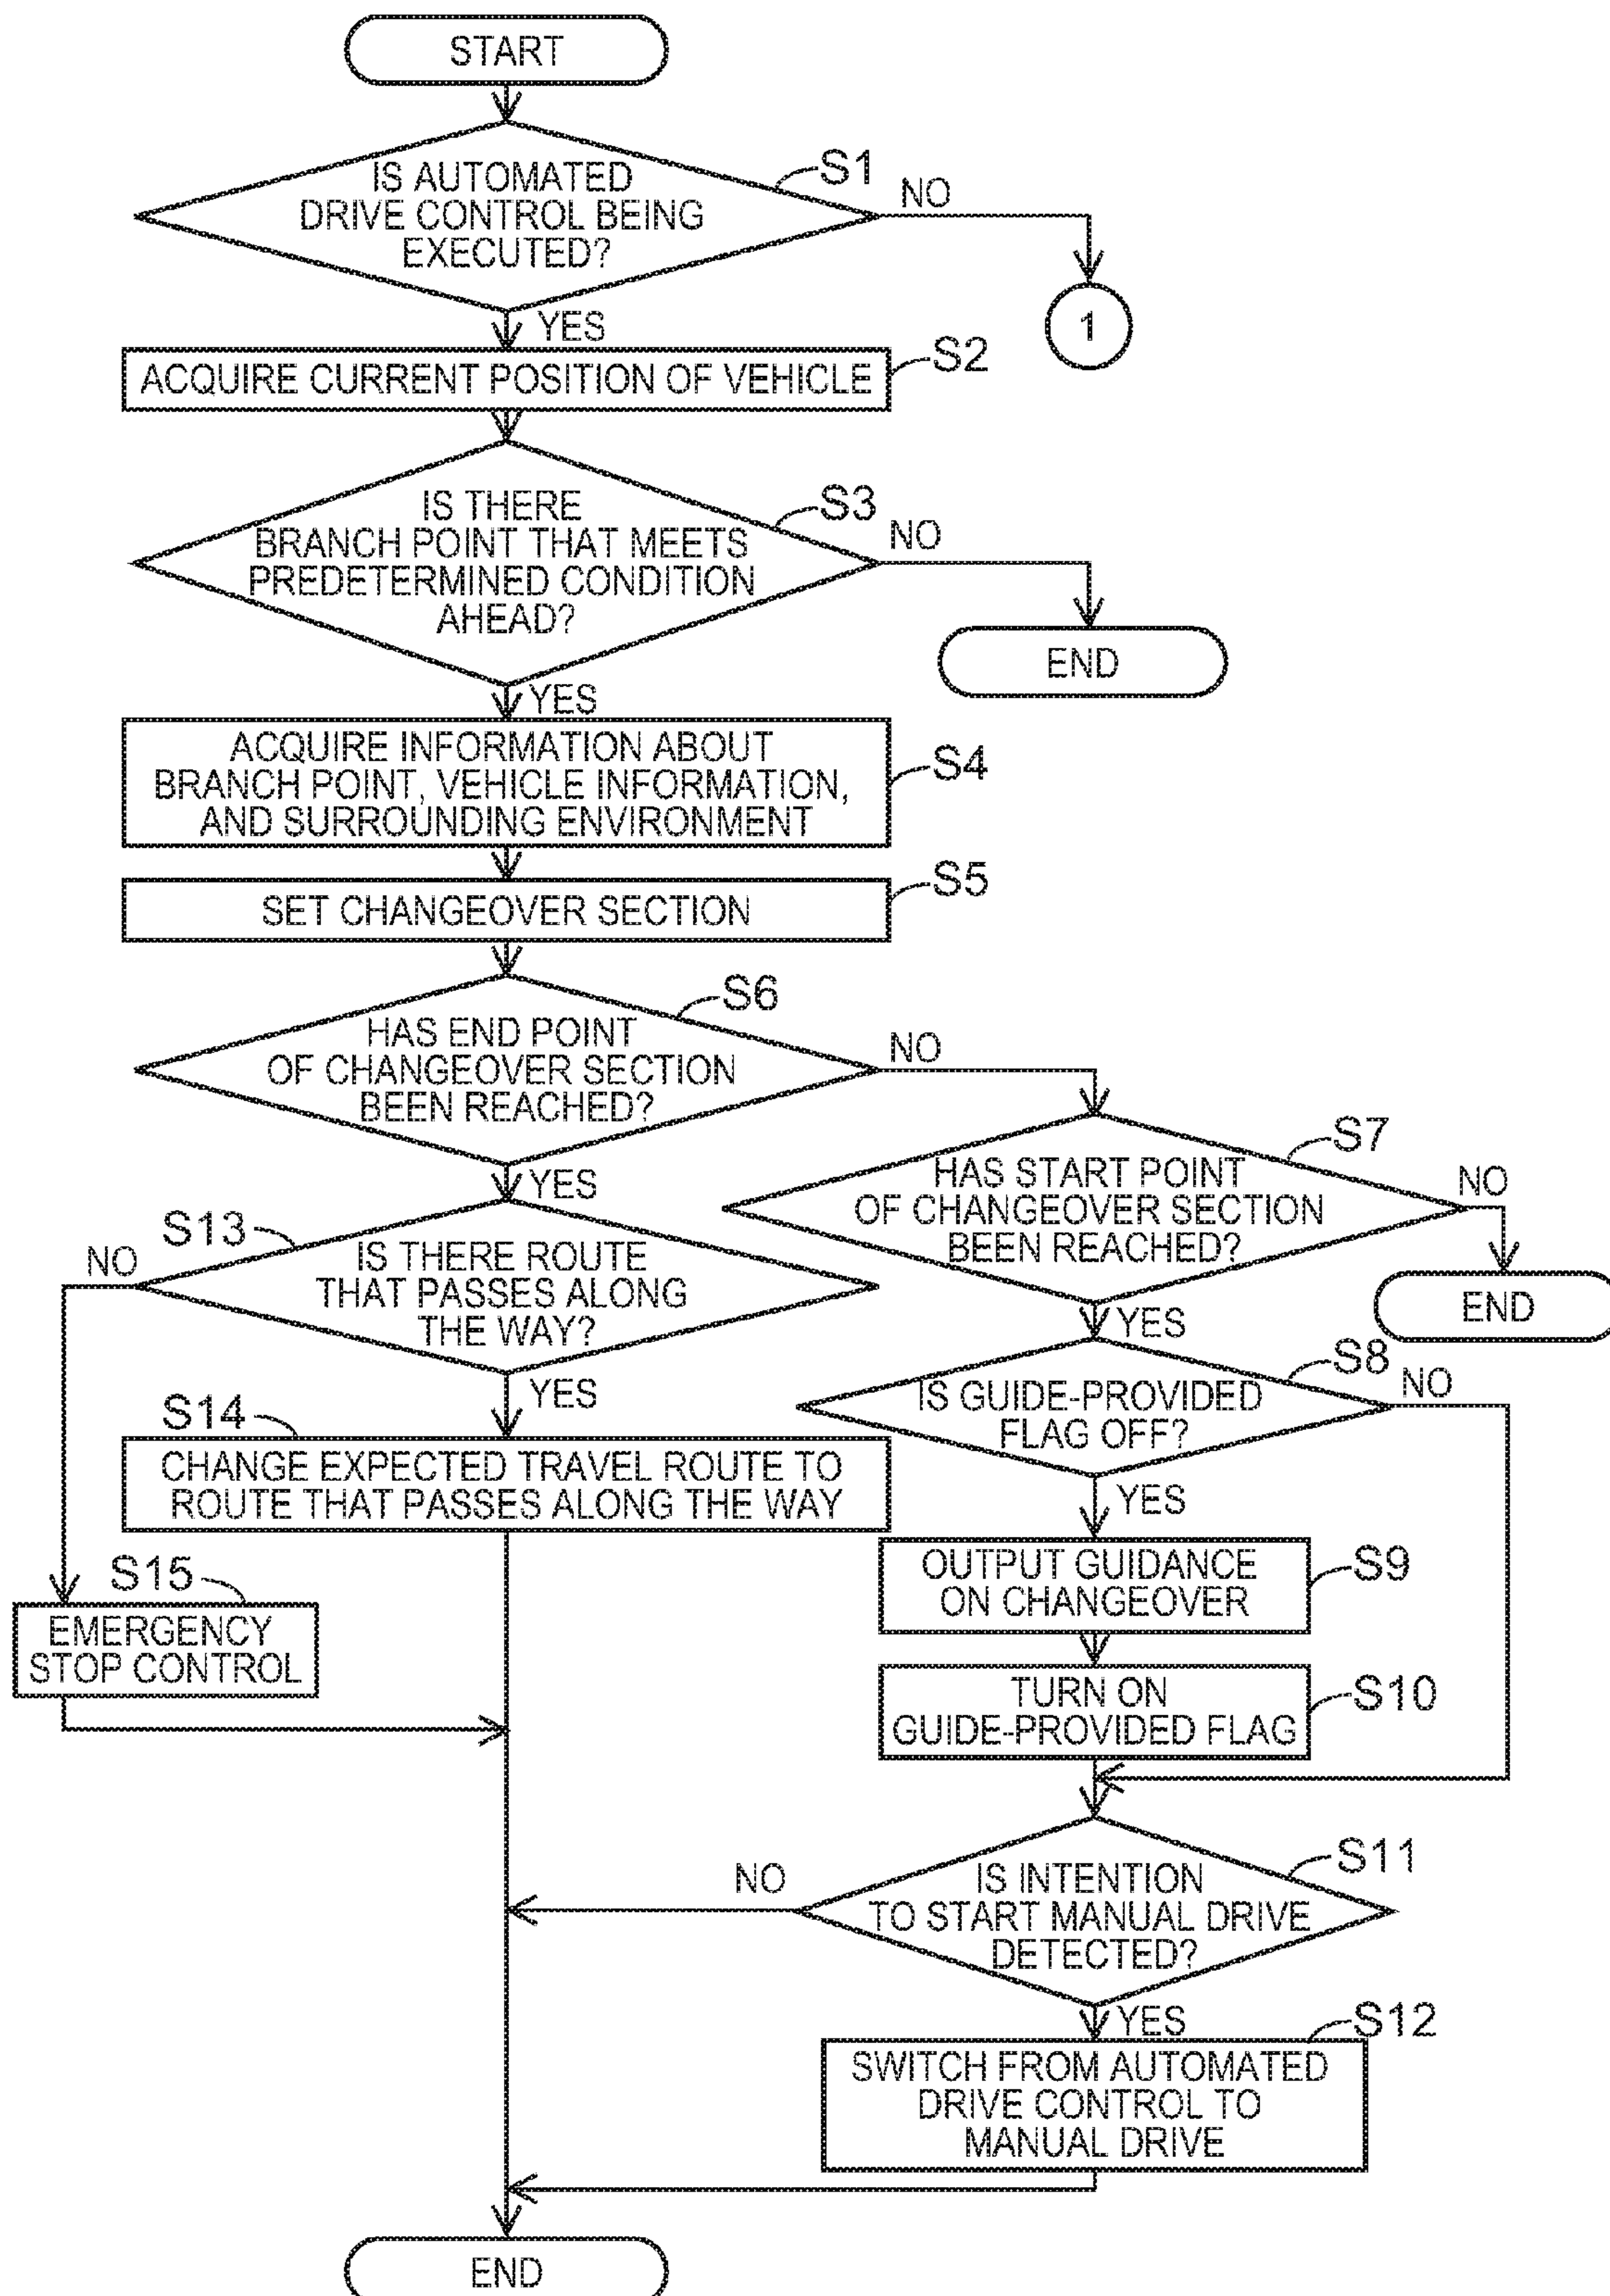 START
IS AUTOMATED
DRIVE CONTROL BEING
EXECUTED?
S1
NO
1
YES
ACQUIRE CURRENT POSITION OF VEHICLE
S2
IS THERE
BRANCH POINT THAT MEETS
PREDETERMINED CONDITION
AHEAD?
S3
NO
END
YES
ACQUIRE INFORMATION ABOUT
BRANCH POINT, VEHICLE INFORMATION,
AND SURROUNDING ENVIRONMENT
S4
SET CHANGEOVER SECTION
S5
HAS END POINT
OF CHANGEOVER SECTION
BEEN REACHED?
S6
NO
YES
HAS START POINT
OF CHANGEOVER SECTION
BEEN REACHED?
S7
NO
END
YES
S13
NO
IS THERE ROUTE
THAT PASSES ALONG
THE WAY?
YES
IS GUIDE-PROVIDED
FLAG OFF?
S8
NO
YES
S14
CHANGE EXPECTED TRAVEL ROUTE TO
ROUTE THAT PASSES ALONG THE WAY
S15
EMERGENCY
STOP CONTROL
OUTPUT GUIDANCE
ON CHANGEOVER
S9
TURN ON
GUIDE-PROVIDED FLAG
S10
IS INTENTION
TO START MANUAL DRIVE
DETECTED?
S11
NO
YES
SWITCH FROM AUTOMATED
DRIVE CONTROL TO
MANUAL DRIVE
S12
END